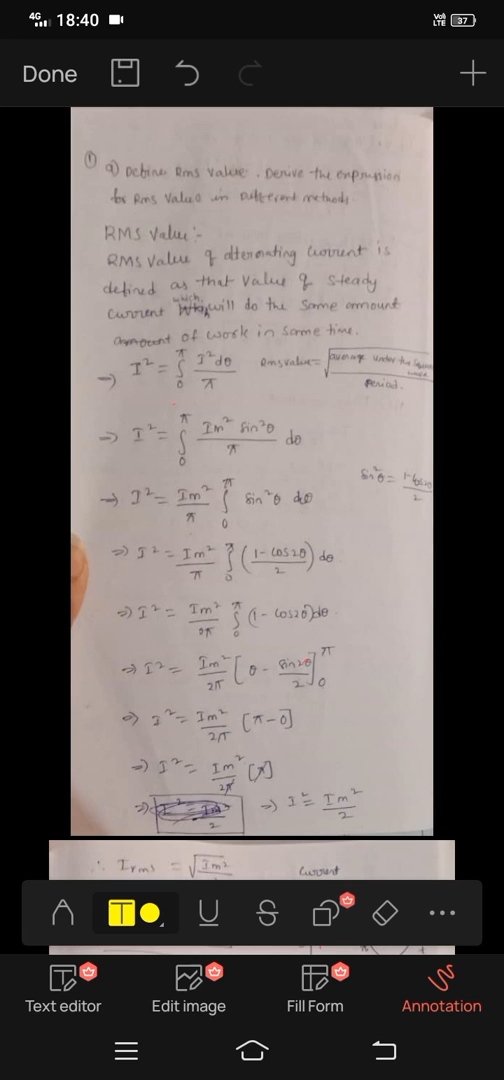 4G 18:40 Vo) LTE 37
Done
① a) Define Rms Value. Derive the expression
for Rms Value in Different methods.
RMS Value:-
RMS Value of alternating Current is
defined as that Value of Steady
current which will do the same amount
amount of work in same time.
→) I² = ∫₀^π I²dθ/π Rms value = √average under the
period.
→) I² = ∫₀^π Im² sin²θ/π dθ
sin²θ = 1-cos2θ/2
→) I² = Im²/π ∫₀^π sin²θ dθ
⇒) I² = Im²/π ∫₀^π (1-cos2θ/2) dθ
⇒) I² = Im²/2π ∫₀^π (1-cos2θ)dθ.
⇒) I² = Im²/2π [θ - sin2θ/2]₀^π
⇒) I² = Im²/2π [π-0]
⇒) I² = Im²/2π [π]
⇒) ⇒) I² = Im²/2
∴ Irms = √Im² Current
T T U S
Text editor Edit image Fill Form Annotation